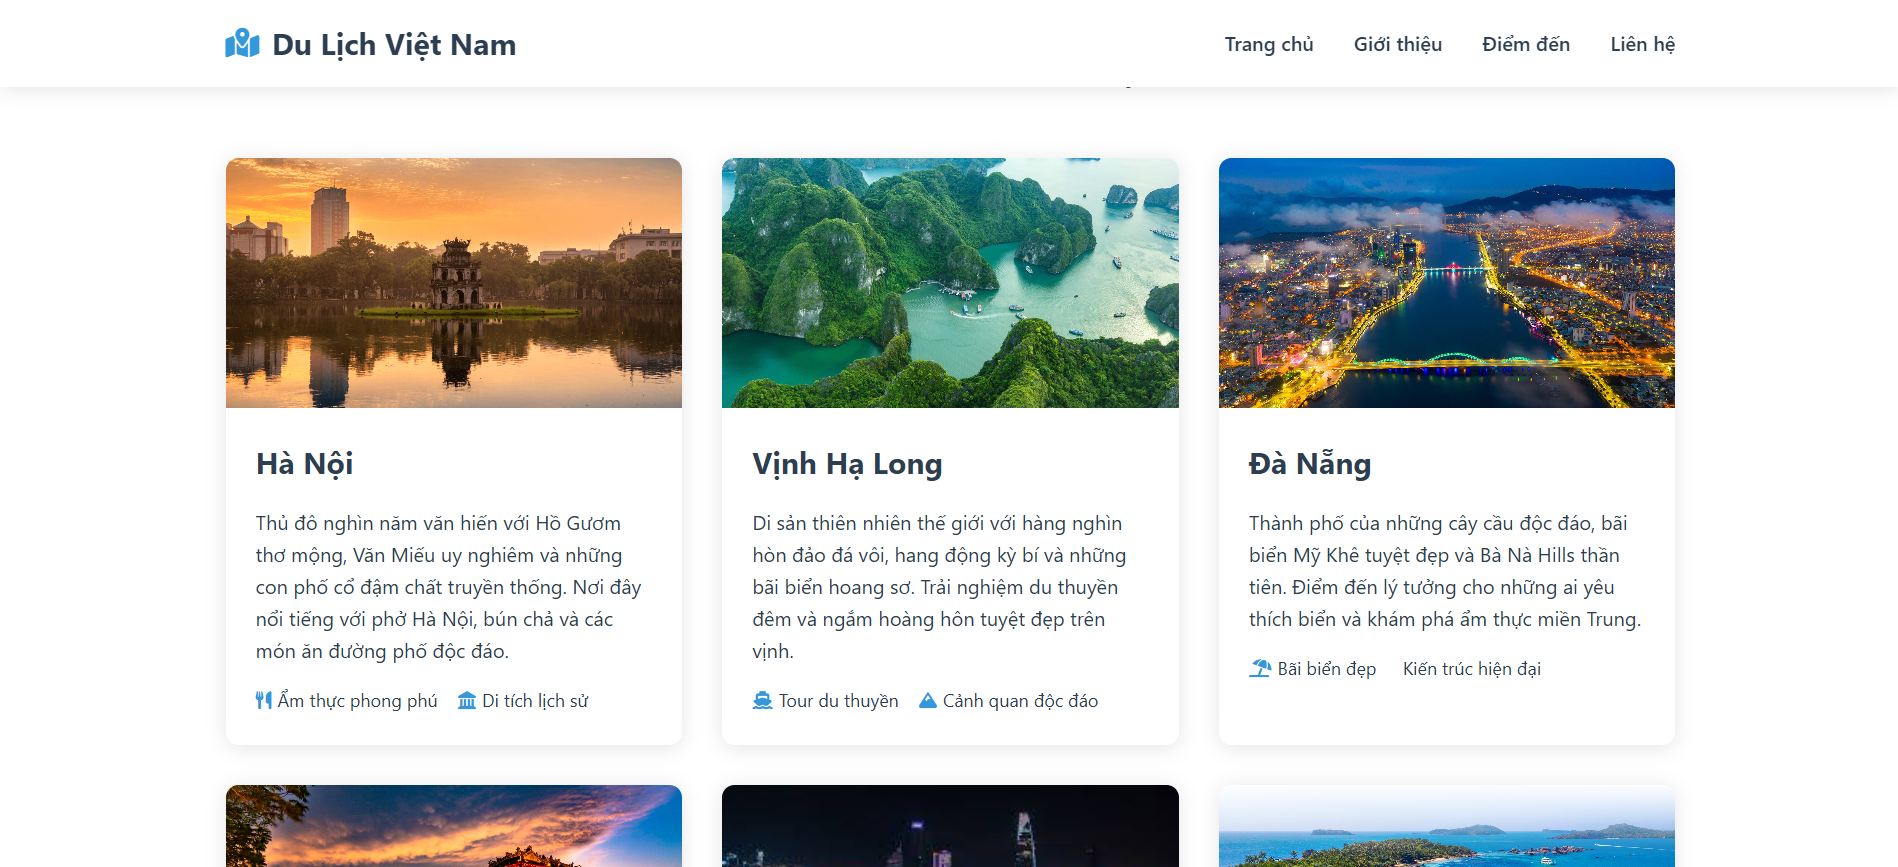 Du Lịch Việt Nam
Trang chủ
Giới thiệu
Điểm đến
Liên hệ
Hà Nội
Thủ đô nghìn năm văn hiến với Hồ Gươm
thơ mộng, Văn Miếu uy nghiêm và những
con phố cổ đậm chất truyền thống. Nơi đây
nổi tiếng với phở Hà Nội, bún chả và các
món ăn đường phố độc đáo.
Ẩm thực phong phú
Di tích lịch sử
Vịnh Hạ Long
Di sản thiên nhiên thế giới với hàng nghìn
hòn đảo đá vôi, hang động kỳ bí và những
bãi biển hoang sơ. Trải nghiệm du thuyền
đêm và ngắm hoàng hôn tuyệt đẹp trên
vịnh.
Tour du thuyền
Cảnh quan độc đáo
Đà Nẵng
Thành phố của những cây cầu độc đáo, bãi
biển Mỹ Khê tuyệt đẹp và Bà Nà Hills thần
tiên. Điểm đến lý tưởng cho những ai yêu
thích biển và khám phá ẩm thực miền Trung.
Bãi biển đẹp
Kiến trúc hiện đại